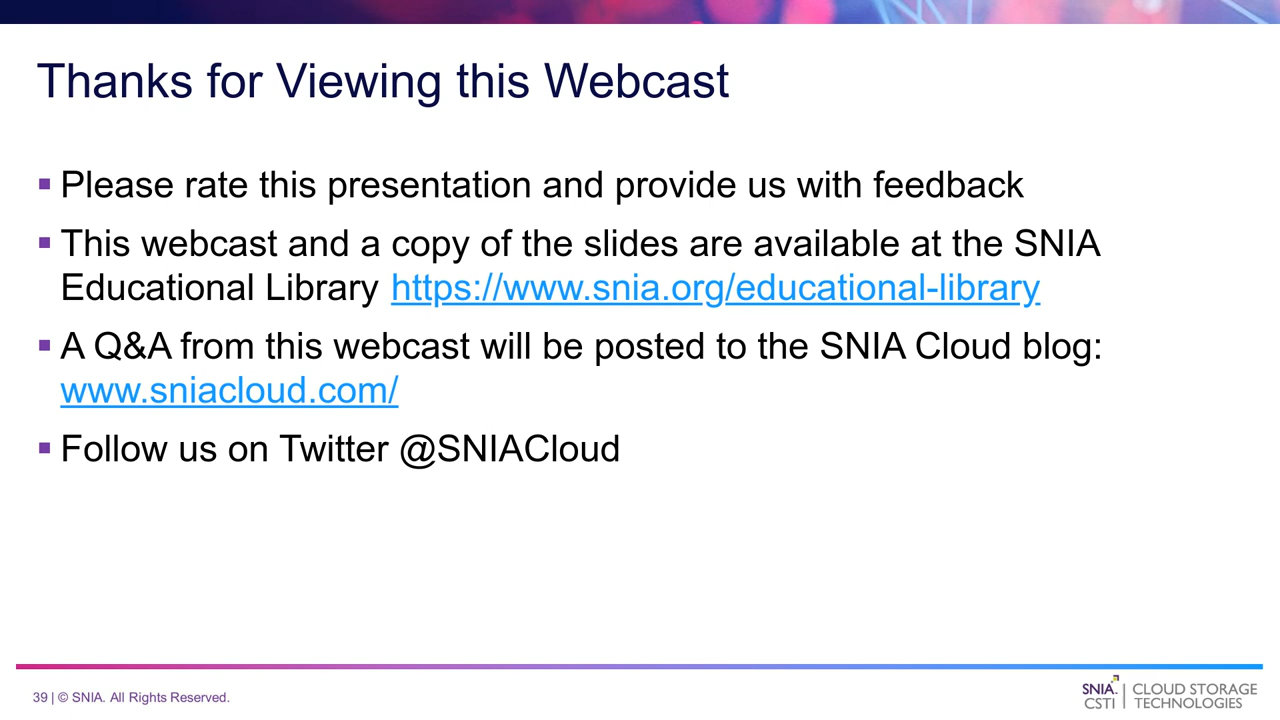 Thanks for Viewing this Webcast
▪ Please rate this presentation and provide us with feedback
▪ This webcast and a copy of the slides are available at the SNIA
Educational Library https://www.snia.org/educational-library
▪ A Q&A from this webcast will be posted to the SNIA Cloud blog:
www.sniacloud.com/
▪ Follow us on Twitter @SNIACloud
39 | © SNIA. All Rights Reserved.
SNIA. | CLOUD STORAGE
CSTI | TECHNOLOGIES